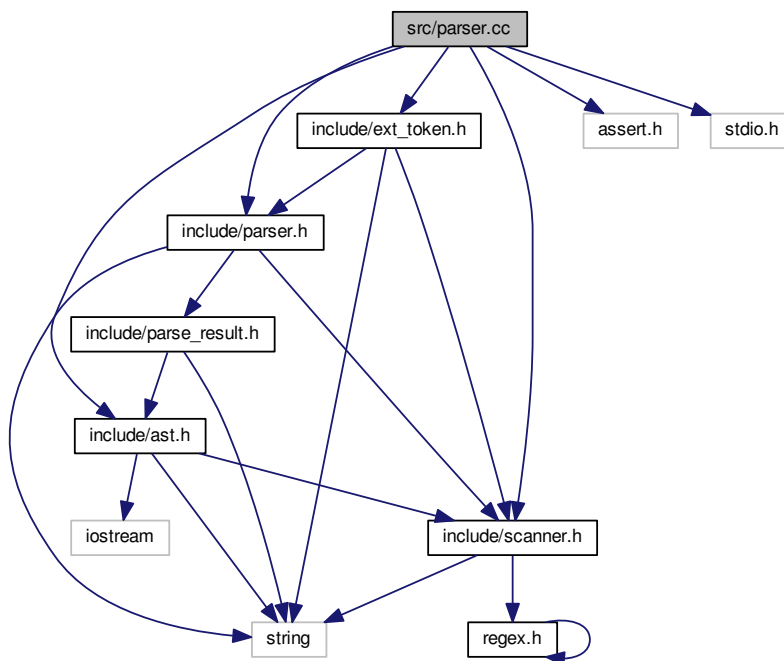 src/parser.cc
include/ext_token.h
assert.h
stdio.h
include/parser.h
include/parse_result.h
include/ast.h
iostream
include/scanner.h
string
regex.h